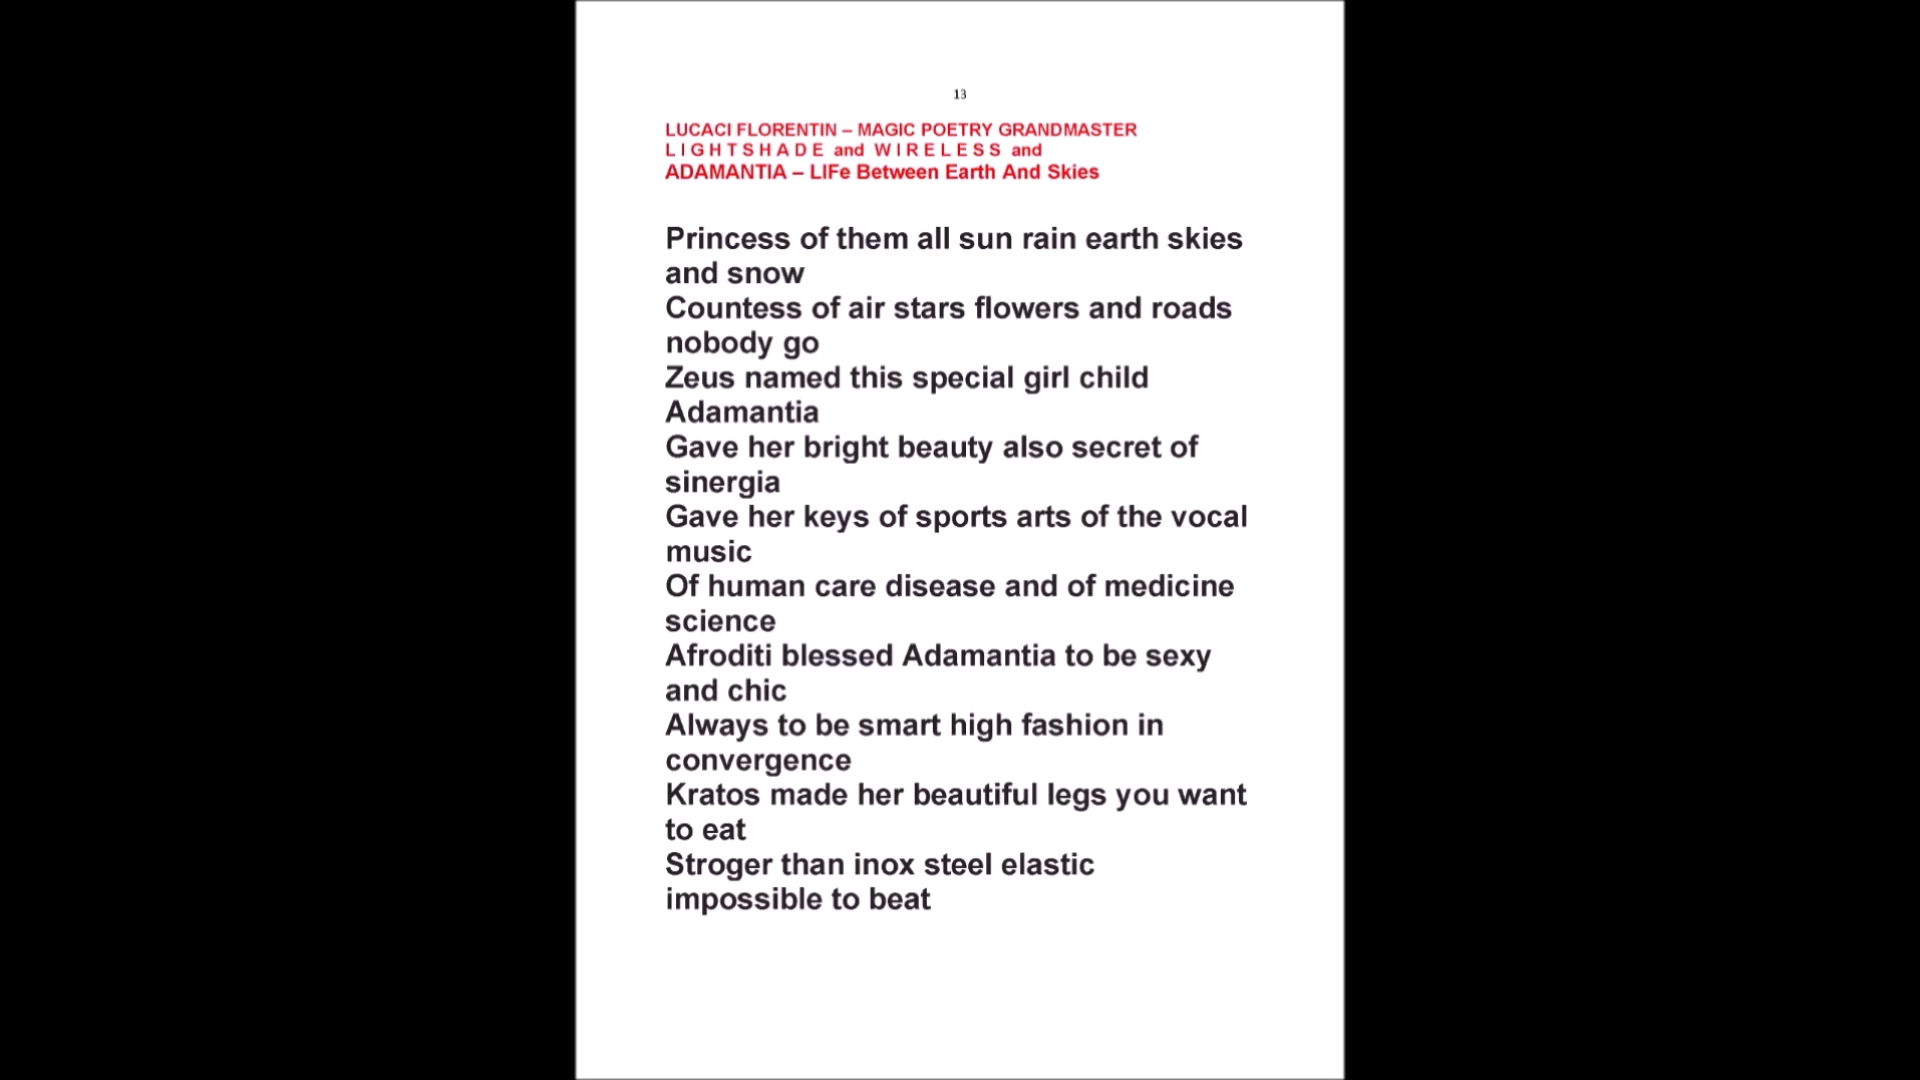 13
LUCACI FLORENTIN – MAGIC POETRY GRANDMASTER
L I G H T S H A D E and W I R E L E S S and
ADAMANTIA – LIFe Between Earth And Skies
Princess of them all sun rain earth skies
and snow
Countess of air stars flowers and roads
nobody go
Zeus named this special girl child
Adamantia
Gave her bright beauty also secret of
sinergia
Gave her keys of sports arts of the vocal
music
Of human care disease and of medicine
science
Afroditi blessed Adamantia to be sexy
and chic
Always to be smart high fashion in
convergence
Kratos made her beautiful legs you want
to eat
Stroger than inox steel elastic
impossible to beat